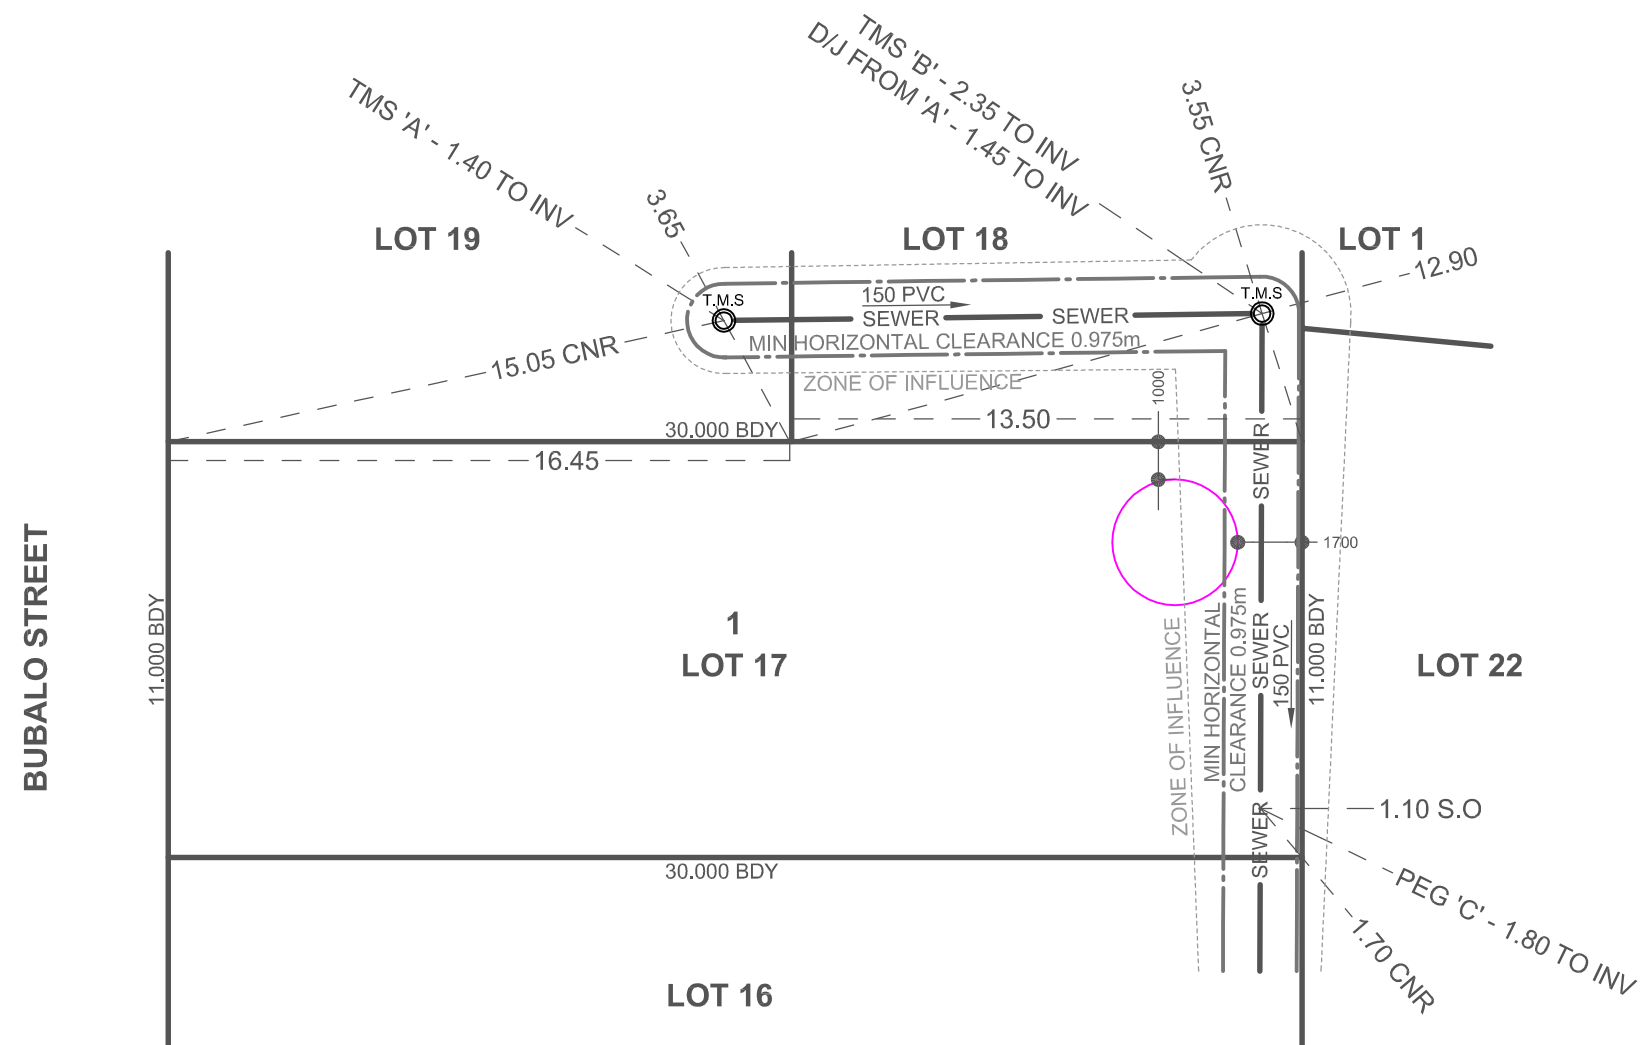 TMS 'A' - 1.40 TO INV
3.65
TMS 'B' - 2.35 TO INV
D/J FROM 'A' - 1.45 TO INV
3.55 CNR
LOT 19
LOT 18
LOT 1
12.90
T.M.S
150 PVC
T.M.S
SEWER
SEWER
MIN HORIZONTAL CLEARANCE 0.975m
15.05 CNR
ZONE OF INFLUENCE
1000
30.000 BDY
13.50
16.45
SEWER
1700
BUBALO STREET
11.000 BDY
1
LOT 17
ZONE OF INFLUENCE
MIN HORIZONTAL
CLEARANCE 0.975m
SEWER
150 PVC
11.000 BDY
LOT 22
1.10 S.O
SEWER
30.000 BDY
PEG 'C' - 1.80 TO INV
1.70 CNR
LOT 16